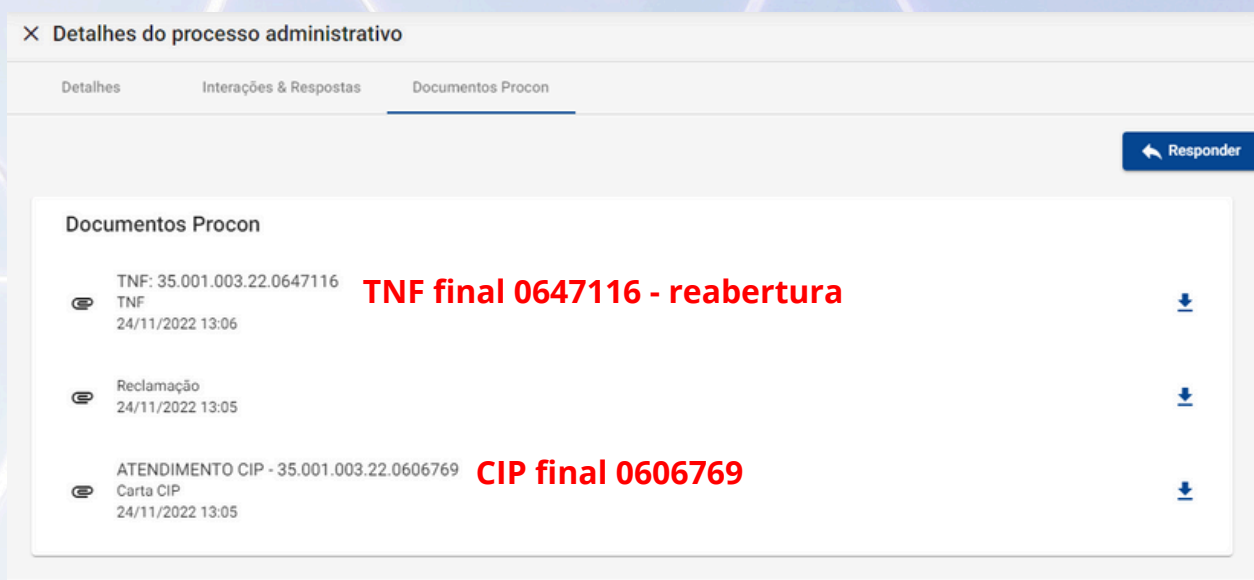 × Detalhes do processo administrativo
Detalhes Interações & Respostas Documentos Procon
Responder
Documentos Procon
TNF: 35.001.003.22.0647116 TNF final 0647116 - reabertura
TNF
24/11/2022 13:06
Reclamação
24/11/2022 13:05
ATENDIMENTO CIP - 35.001.003.22.0606769 CIP final 0606769
Carta CIP
24/11/2022 13:05